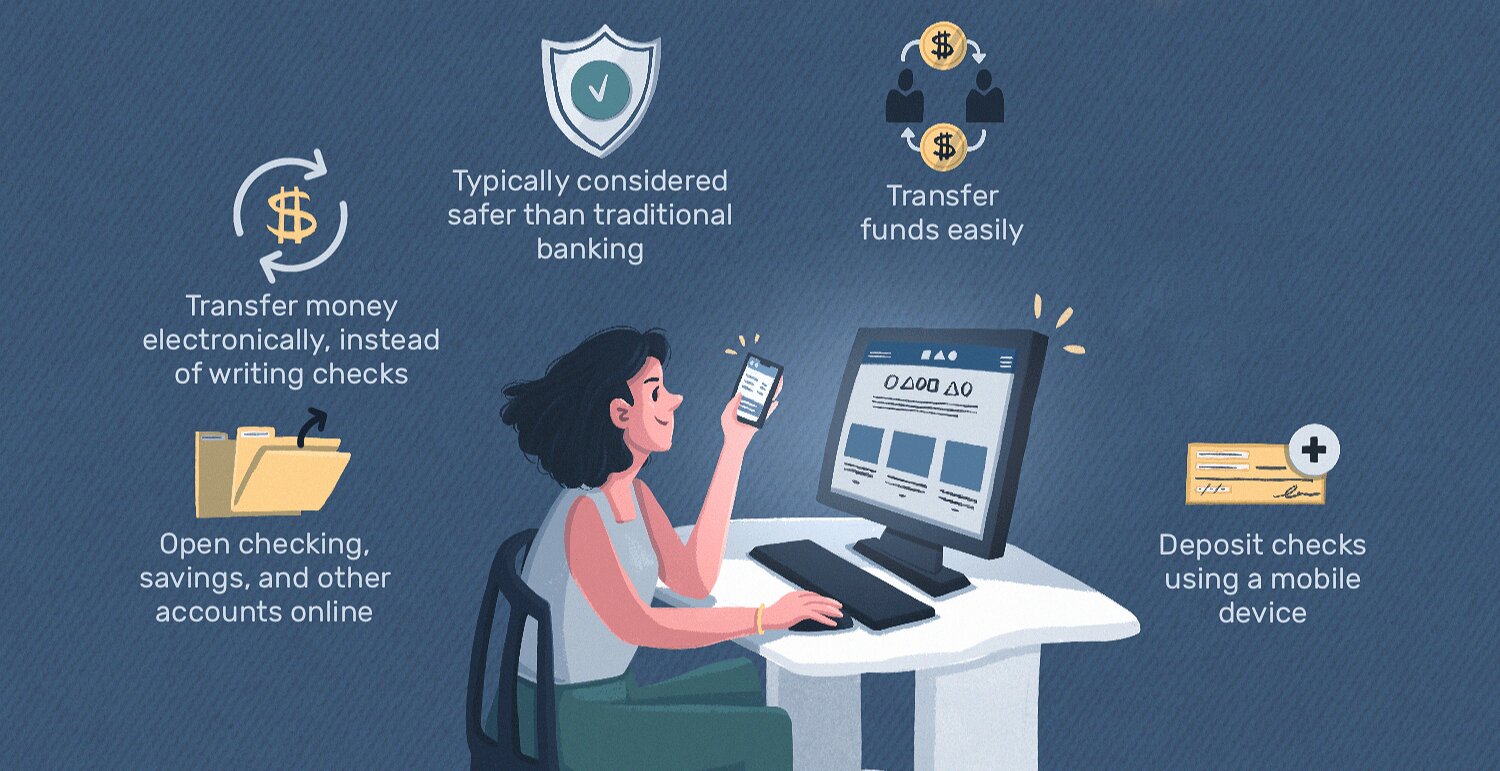 Typically considered
safer than traditional
banking
Transfer
funds easily
Transfer money
electronically, instead
of writing checks
Open checking,
savings, and other
accounts online
Deposit checks
using a mobile
device